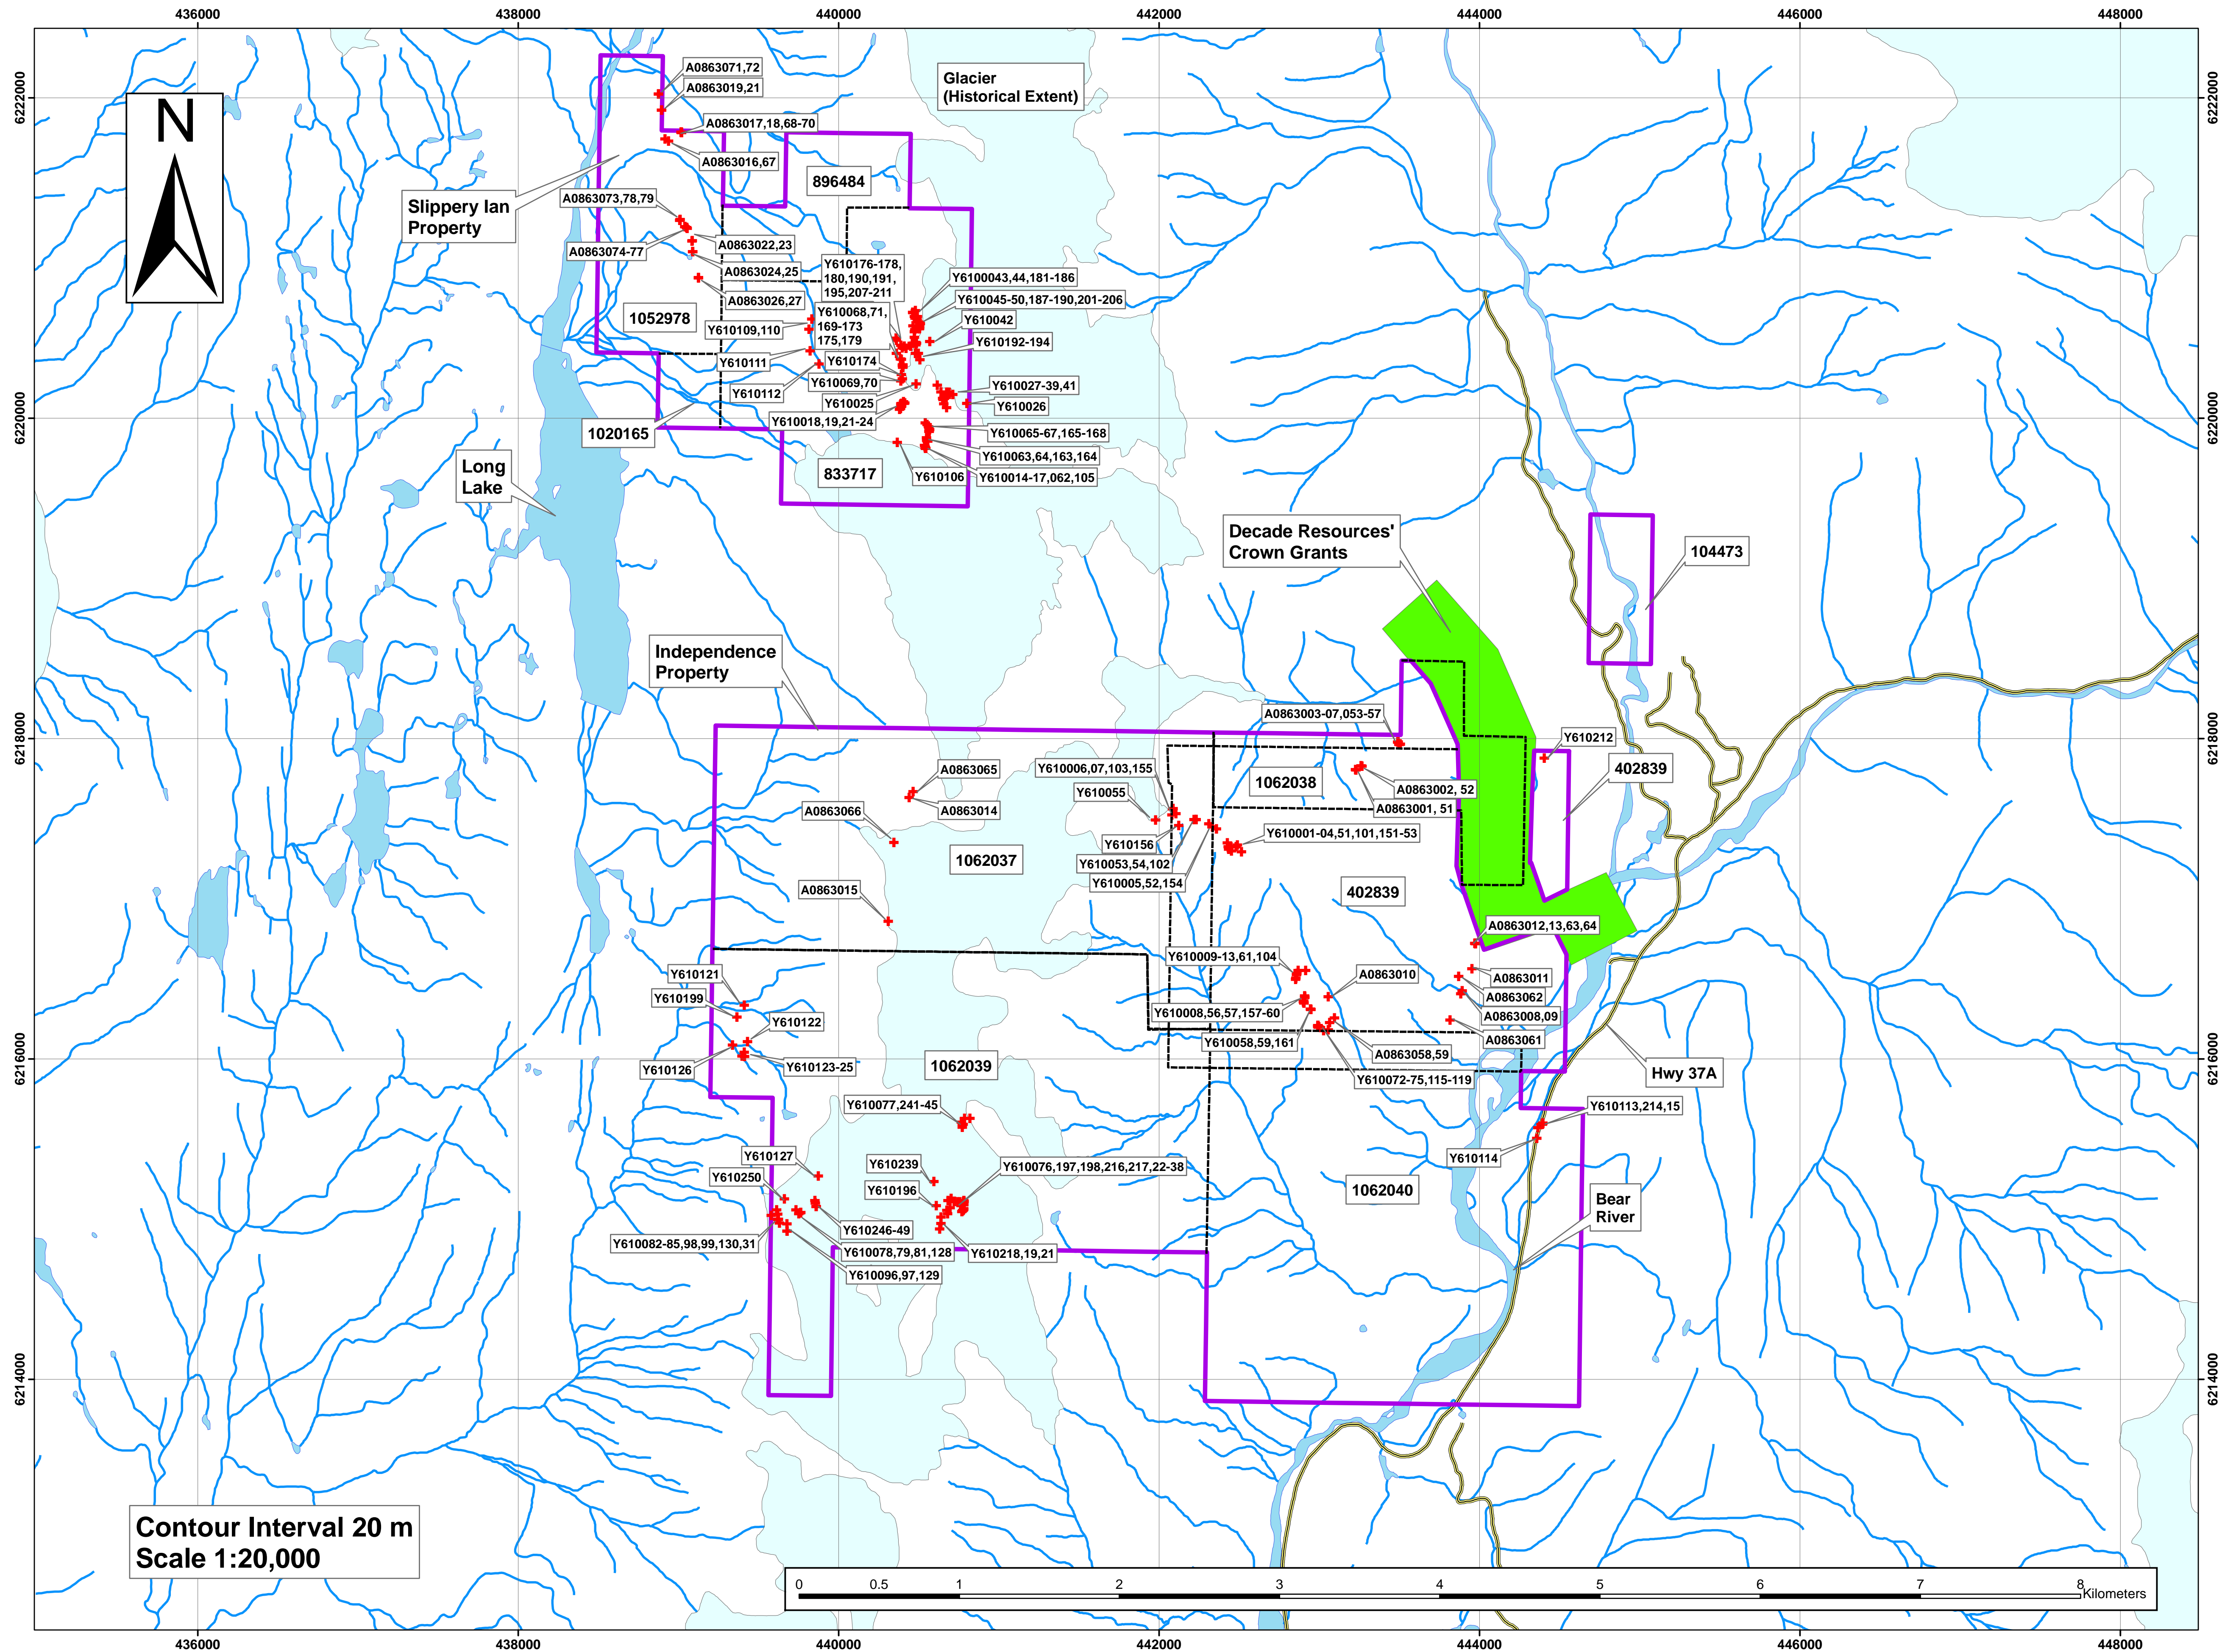 436000
438000
440000
442000
444000
446000
448000
6222000
6222000
6220000
6220000
6218000
6218000
6216000
6216000
6214000
6214000
N
Glacier
(Historical Extent)
A0863071,72
A0863019,21
A0863017,18,68-70
A0863016,67
896484
Slippery Ian
Property
A0863073,78,79
A0863074-77
A0863022,23
A0863024,25
A0863026,27
1052978
Y610176-178,
180,190,191,
195,207-211
Y6100043,44,181-186
Y610045-50,187-190,201-206
Y610042
Y610192-194
Y610068,71,
169-173
175,179
Y610109,110
Y610111
Y610112
Y610174
Y610069,70
Y610025
Y610018,19,21-24
Y610027-39,41
Y610026
Y610065-67,165-168
Y610063,64,163,164
Y610014-17,062,105
Y610106
1020165
833717
Long
Lake
Decade Resources'
Crown Grants
104473
Independence
Property
A0863003-07,053-57
Y610212
402839
A0863065
A0863014
A0863066
A0863015
1062037
Y610006,07,103,155
Y610055
Y610156
Y610053,54,102
Y610005,52,154
1062038
A0863002, 52
A0863001, 51
Y610001-04,51,101,151-53
402839
A0863012,13,63,64
Y610009-13,61,104
A0863010
A0863011
A0863062
A0863008,09
A0863061
Y610008,56,57,157-60
Y610058,59,161
A0863058,59
Y610072-75,115-119
Y610121
Y610199
Y610122
Y610126
Y610123-25
1062039
Hwy 37A
Y610077,241-45
Y610113,214,15
Y610114
Y610127
Y610250
Y610239
Y610196
Y610076,197,198,216,217,22-38
1062040
Bear
River
Y610246-49
Y610082-85,98,99,130,31
Y610078,79,81,128
Y610218,19,21
Y610096,97,129
Contour Interval 20 m
Scale 1:20,000
0
0.5
1
2
3
4
5
6
7
8
Kilometers
436000
438000
440000
442000
444000
446000
448000